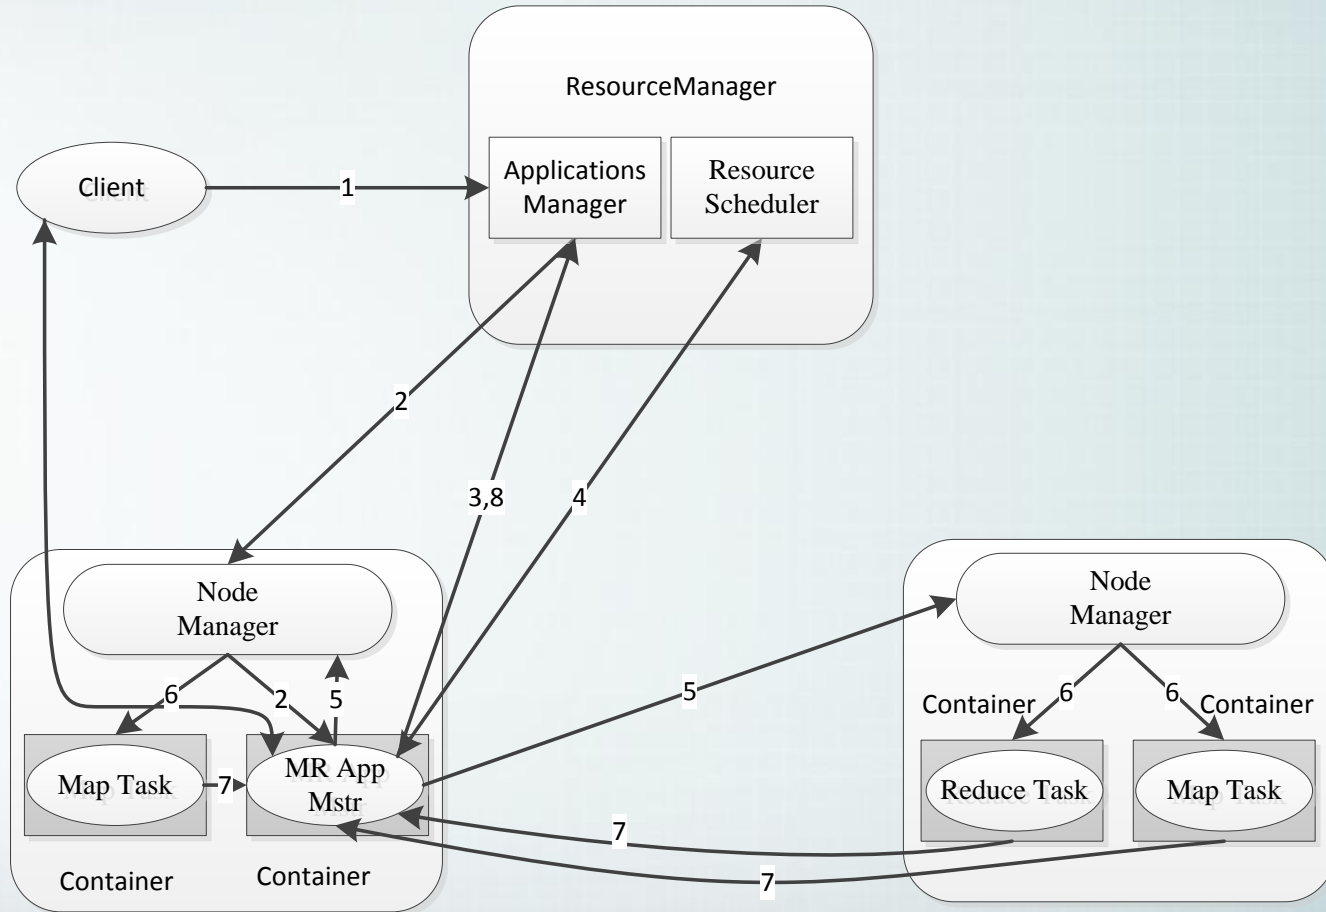 ResourceManager
Client
1
Applications
Manager
Resource
Scheduler
2
3,8
4
Node
Manager
6
2
5
Map Task
7
MR App
Mstr
Container
Container
5
Node
Manager
6
6
Container
Container
Reduce Task
Map Task
7
7